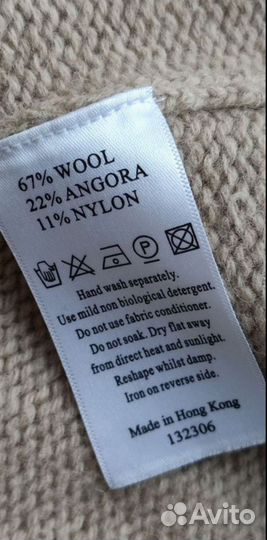 67% WOOL
22% ANGORA
11% NYLON
P
Hand wash separately.
Use mild non biological detergent.
Do not use fabric conditioner.
Do not soak. Dry flat away
from direct heat and sunlight.
Reshape whilst damp.
Iron on reverse side.
Made in Hong Kong
132306
Avito